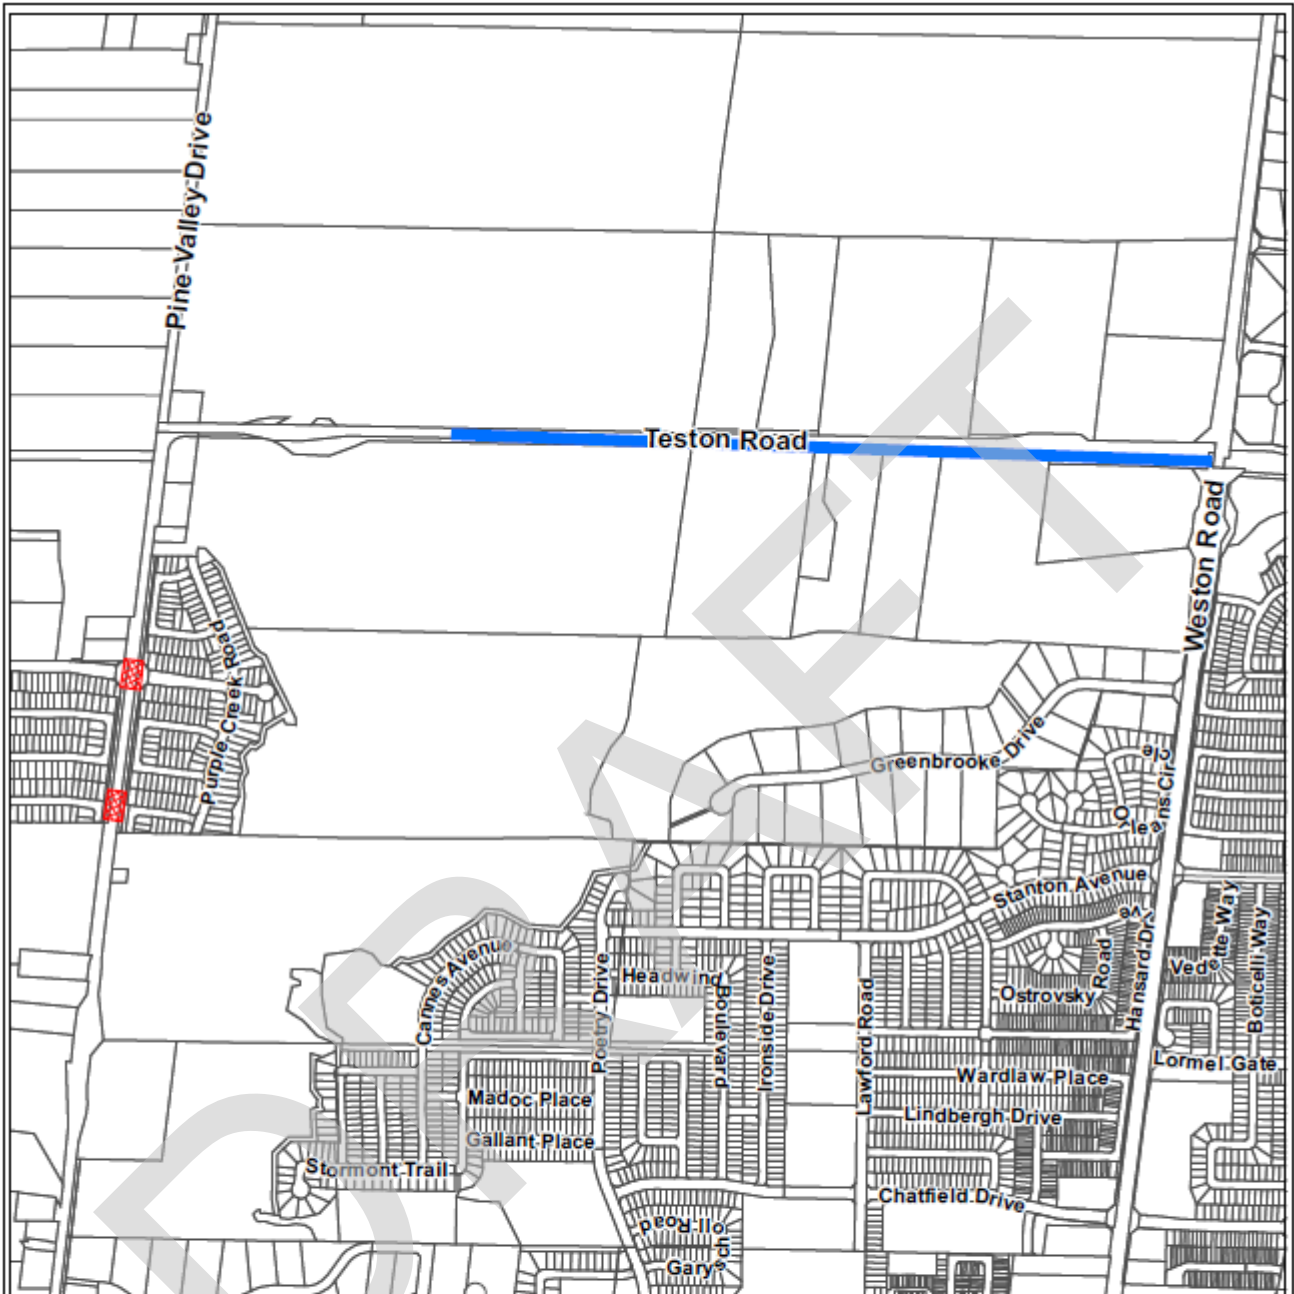 Pine Valley Drive
Teston Road
Weston Road
Purple Creek Road
Greenbrooke Drive
Orleans Circle
Stanton Avenue
ve
Cannes Avenue
Poetry Drive
Headwind Boulevard
Ironside Drive
Lawford Road
Ostrovsky Road
Hansard Dr
Vedette Way
Boticelli Way
Lormel Gate
Wardlaw Place
Madoc Place
Lindbergh Drive
Gallant Place
Stormont Trail
Chatfield Drive
Gary
DRAFT